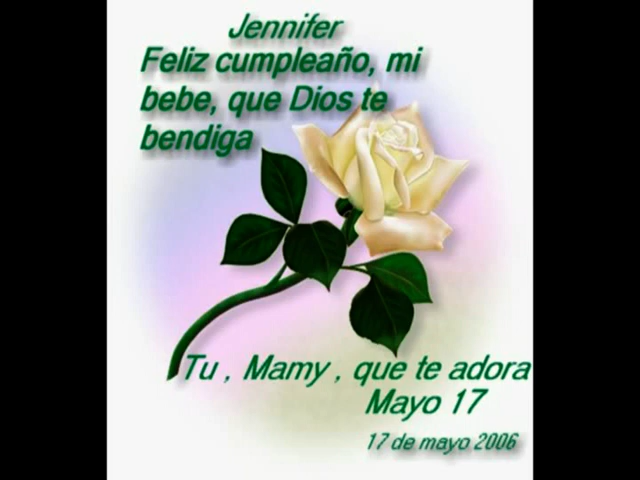 Jennifer
Feliz cumpleaño, mi
bebe, que Dios te
bendiga
Tu , Mamy , que te adora
Mayo 17
17 de mayo 2006